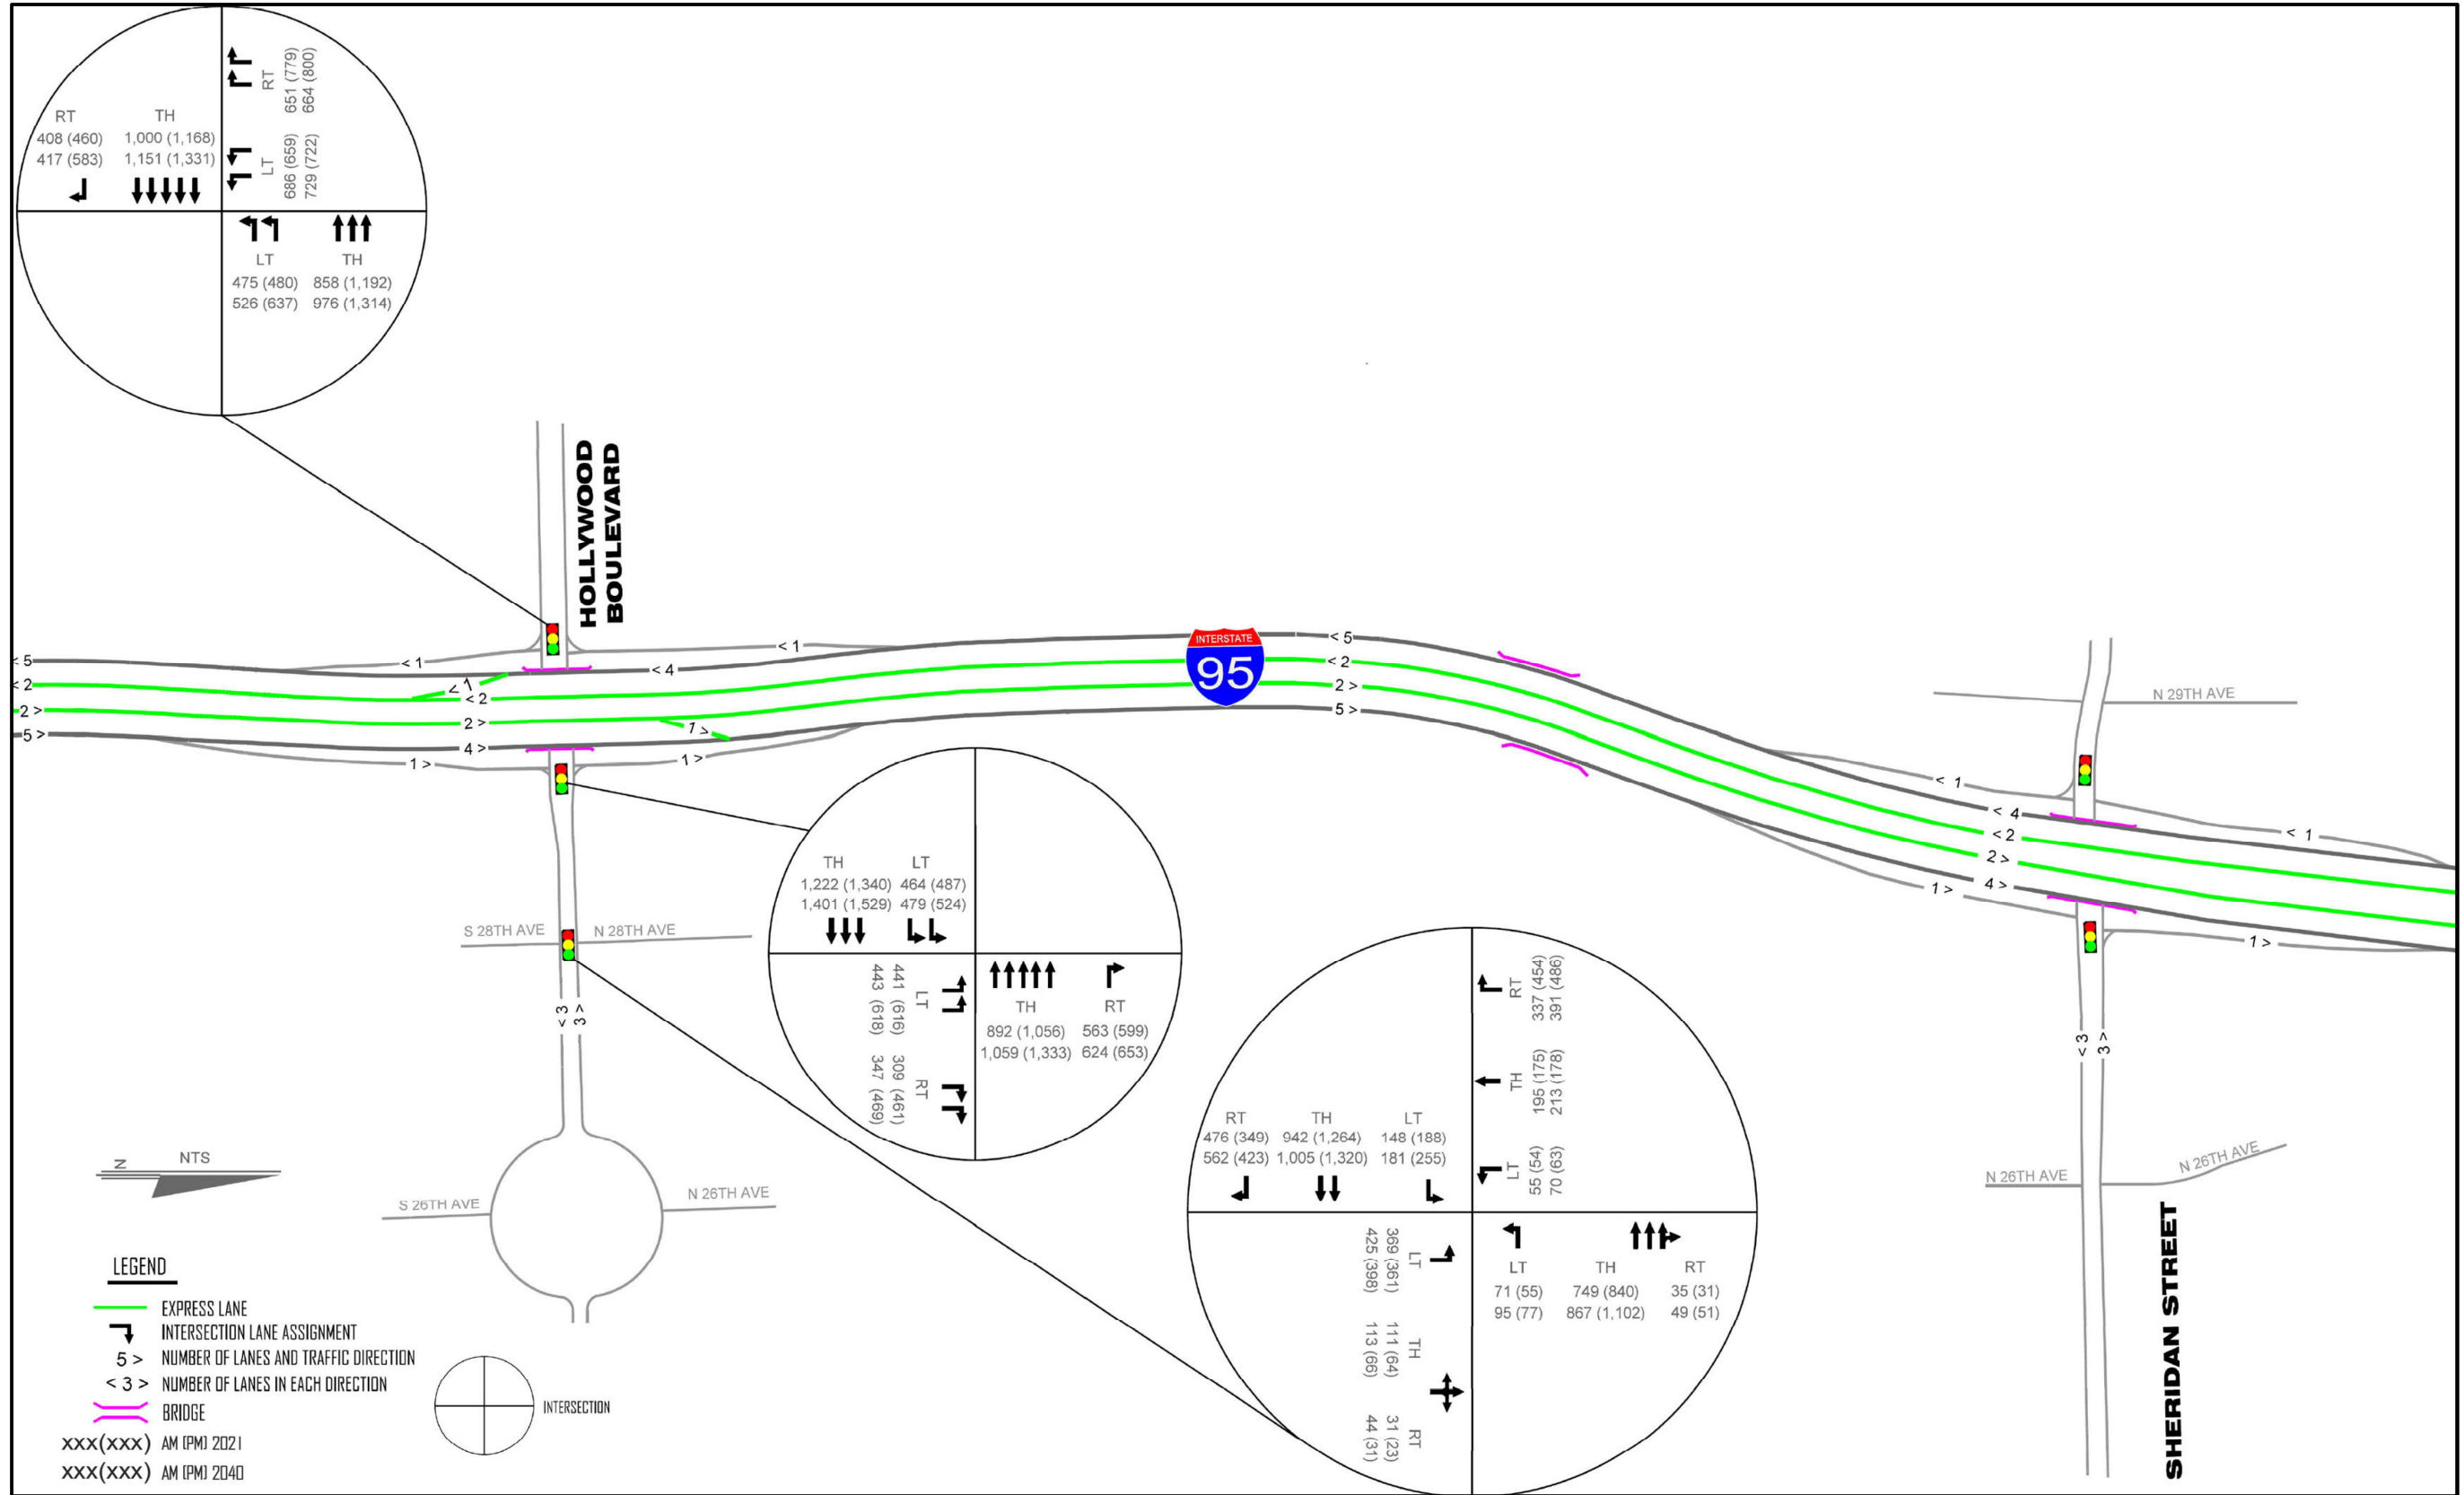 RT
408 (460)
417 (583)
TH
1,000 (1,168)
1,151 (1,331)
RT
651 (779)
664 (800)
LT
686 (659)
729 (722)
LT
475 (480)
526 (637)
TH
858 (1,192)
976 (1,314)
HOLLYWOOD
BOULEVARD
< 5
< 2
2 >
5 >
< 1
< 1
< 4
< 1
< 2
2 >
1 >
4 >
1 >
1 >
INTERSTATE
95
< 5
< 2
2 >
5 >
N 29TH AVE
< 1
< 4
< 2
2 >
4 >
1 >
< 1
1 >
TH
1,222 (1,340)
1,401 (1,529)
LT
464 (487)
479 (524)
LT
441 (616)
443 (618)
RT
309 (461)
347 (469)
TH
892 (1,056)
1,059 (1,333)
RT
563 (599)
624 (653)
S 28TH AVE
N 28TH AVE
< 3
3 >
RT
337 (454)
391 (486)
TH
195 (175)
213 (178)
LT
55 (54)
70 (63)
RT
476 (349)
562 (423)
TH
942 (1,264)
1,005 (1,320)
LT
148 (188)
181 (255)
LT
369 (361)
425 (398)
TH
111 (64)
113 (66)
RT
31 (23)
44 (31)
LT
71 (55)
95 (77)
TH
749 (840)
867 (1,102)
RT
35 (31)
49 (51)
< 3
3 >
N 26TH AVE
N 26TH AVE
SHERIDAN STREET
S 26TH AVE
N 26TH AVE
N
NTS
LEGEND
EXPRESS LANE
INTERSECTION LANE ASSIGNMENT
5 > NUMBER OF LANES AND TRAFFIC DIRECTION
< 3 > NUMBER OF LANES IN EACH DIRECTION
BRIDGE
XXX(XXX) AM (PM) 2021
XXX(XXX) AM (PM) 2040
INTERSECTION